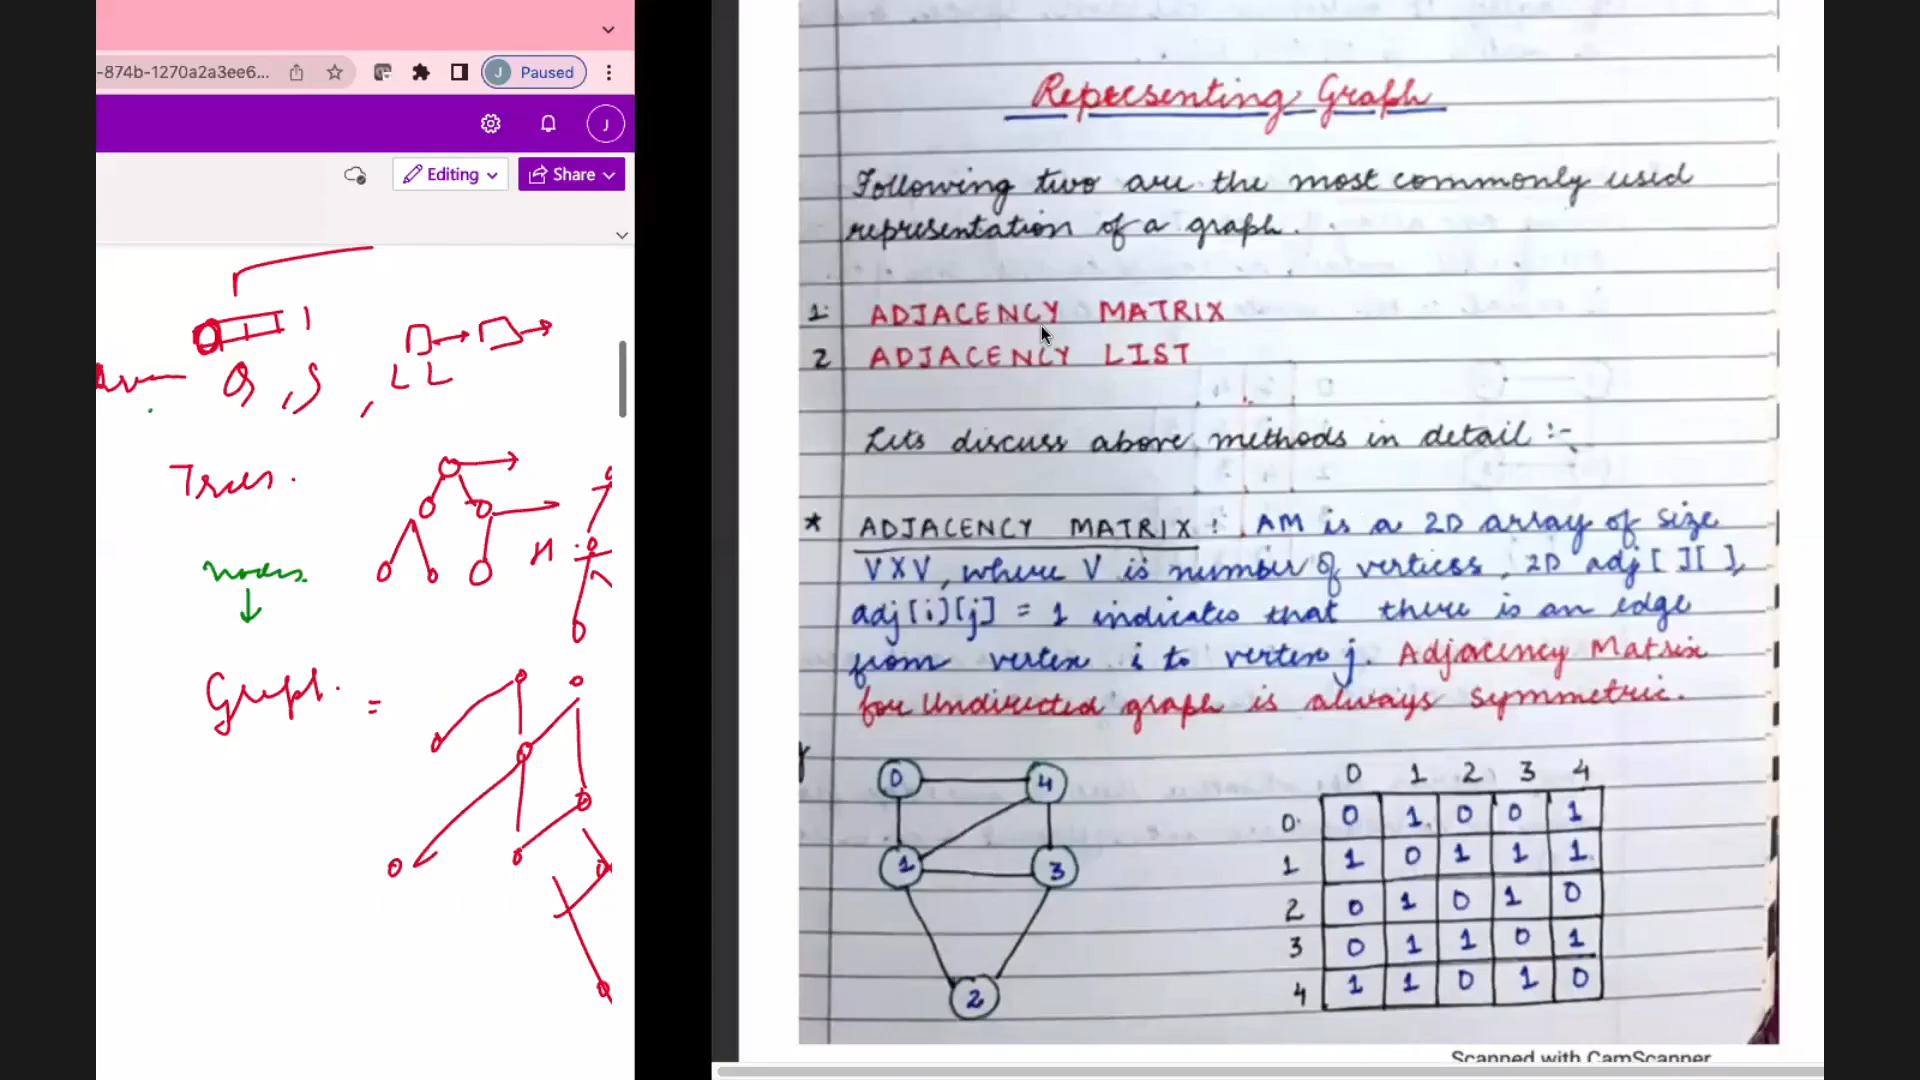 -874b-1270a2a3ee6...
J Paused
J
Editing
Share
Q, S, LL
Trees.
nodes.
Graph. =
Representing Graph
Following two are the most commonly used
representation of a graph.
1. ADJACENCY MATRIX
2 ADJACENCY LIST
Lets discuss above methods in detail :-
* ADJACENCY MATRIX: AM is a 2D array of size
VXV, where V is number of vertices, 2D adj[ ][ ],
adj[i][j] = 1 indicates that there is an edge
from vertex i to vertex j. Adjacency Matrix
for Undirected graph is always symmetric.
0 4
1 3
2
0 1 2 3 4
0 0 1 0 0 1
1 1 0 1 1 1
2 0 1 0 1 0
3 0 1 1 0 1
4 1 1 0 1 0
Scanned with CamScanner